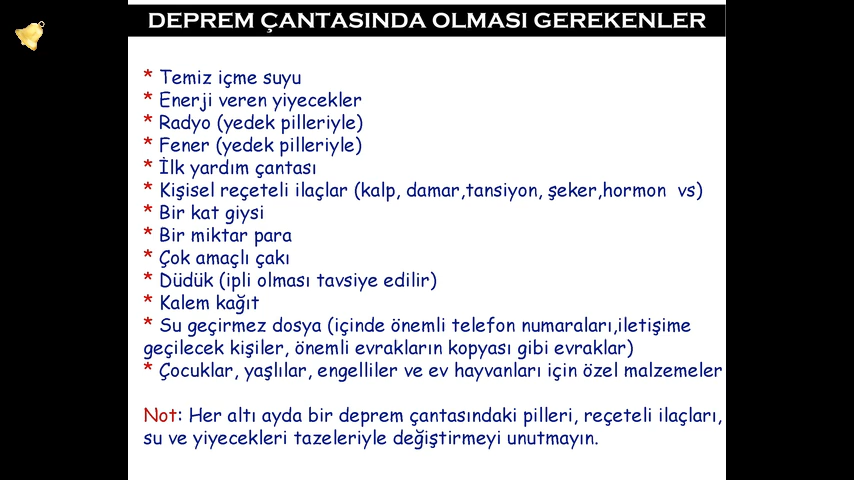 DEPREM ÇANTASINDA OLMASI GEREKENLER
* Temiz içme suyu
* Enerji veren yiyecekler
* Radyo (yedek pilleriyle)
* Fener (yedek pilleriyle)
* İlk yardım çantası
* Kişisel reçeteli ilaçlar (kalp, damar,tansiyon, şeker,hormon vs)
* Bir kat giysi
* Bir miktar para
* Çok amaçlı çakı
* Düdük (ipli olması tavsiye edilir)
* Kalem kağıt
* Su geçirmez dosya (içinde önemli telefon numaraları,iletişime
geçilecek kişiler, önemli evrakların kopyası gibi evraklar)
* Çocuklar, yaşlılar, engelliler ve ev hayvanları için özel malzemeler
Not: Her altı ayda bir deprem çantasındaki pilleri, reçeteli ilaçları,
su ve yiyecekleri tazeleriyle değiştirmeyi unutmayın.